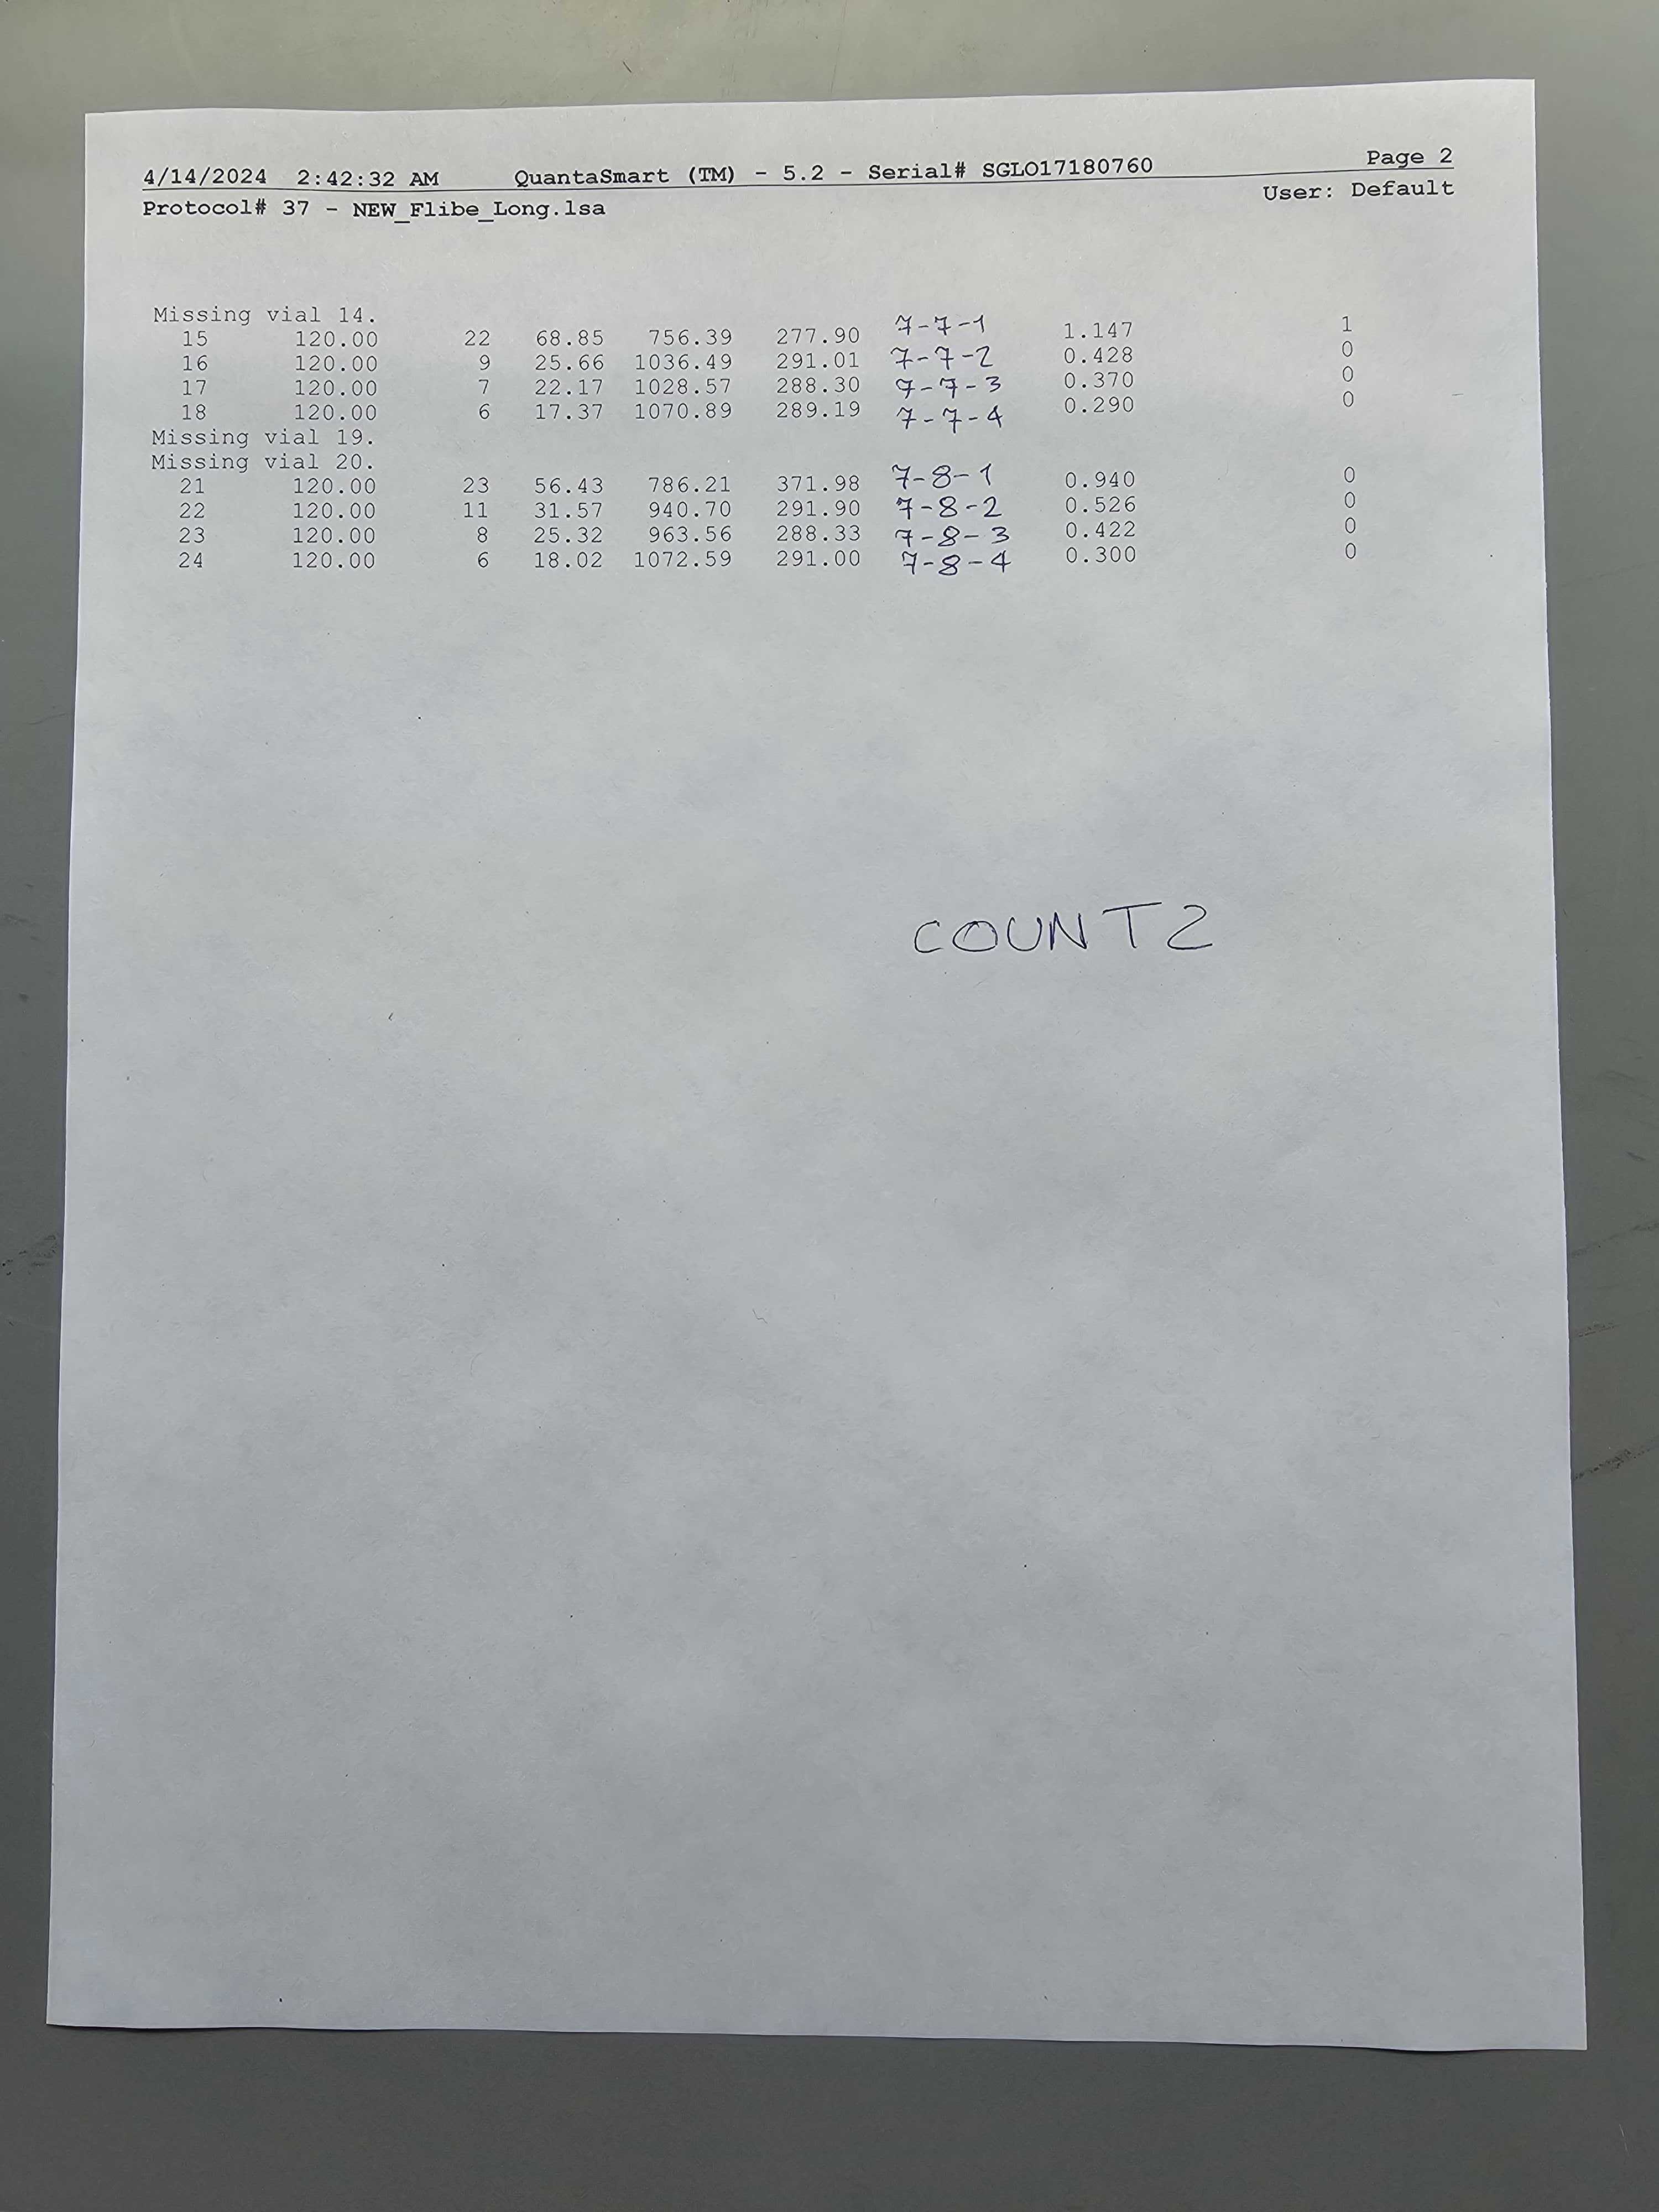 4/14/2024 2:42:32 AM QuantaSmart (TM) - 5.2 - Serial# SGLO17180760 Page 2
Protocol# 37 - NEW_Flibe_Long.lsa User: Default
Missing vial 14.
15 120.00 22 68.85 756.39 277.90 7-7-1 1.147 1
16 120.00 9 25.66 1036.49 291.01 7-7-2 0.428 0
17 120.00 7 22.17 1028.57 288.30 7-7-3 0.370 0
18 120.00 6 17.37 1070.89 289.19 7-7-4 0.290 0
Missing vial 19.
Missing vial 20.
21 120.00 23 56.43 786.21 371.98 7-8-1 0.940 0
22 120.00 11 31.57 940.70 291.90 7-8-2 0.526 0
23 120.00 8 25.32 963.56 288.33 7-8-3 0.422 0
24 120.00 6 18.02 1072.59 291.00 7-8-4 0.300 0
COUNT 2